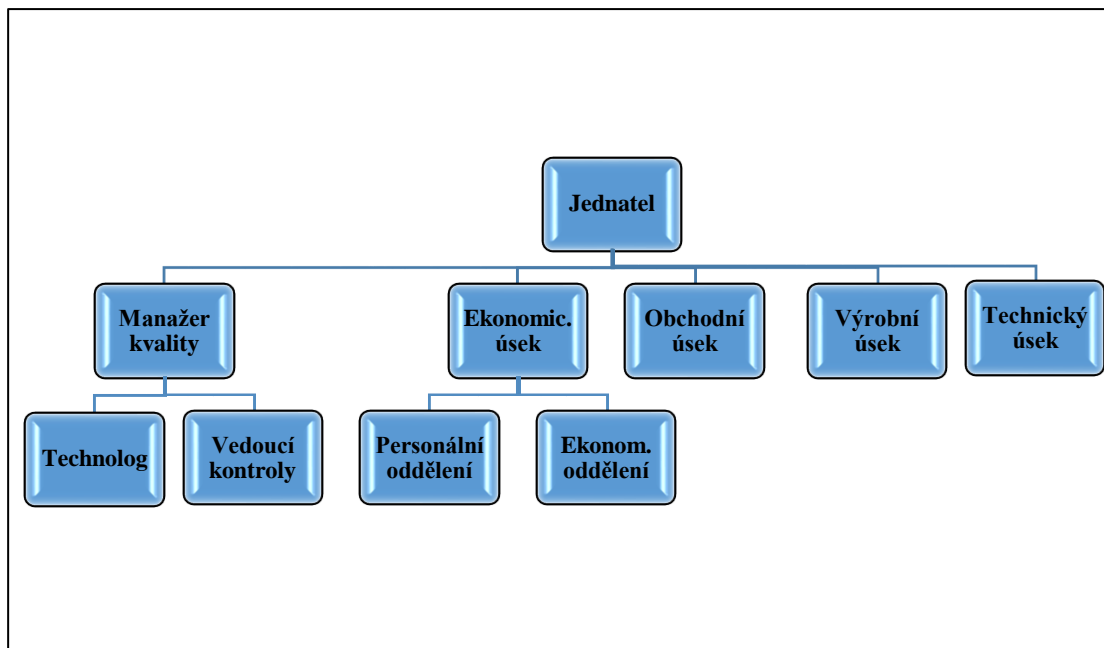 Jednatel
Manažer
kvality
Ekonomic.
úsek
Obchodní
úsek
Výrobní
úsek
Technický
úsek
Technolog
Vedoucí
kontroly
Personální
oddělení
Ekonom.
oddělení